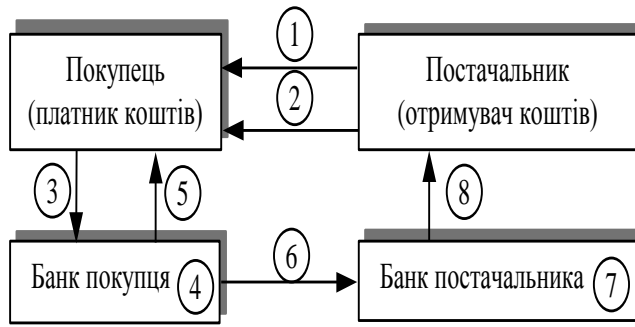 1
Покупець
(платник коштів)
Постачальник
(отримувач коштів)
2
3
5
8
Банк покупця 4
6
Банк постачальника 7